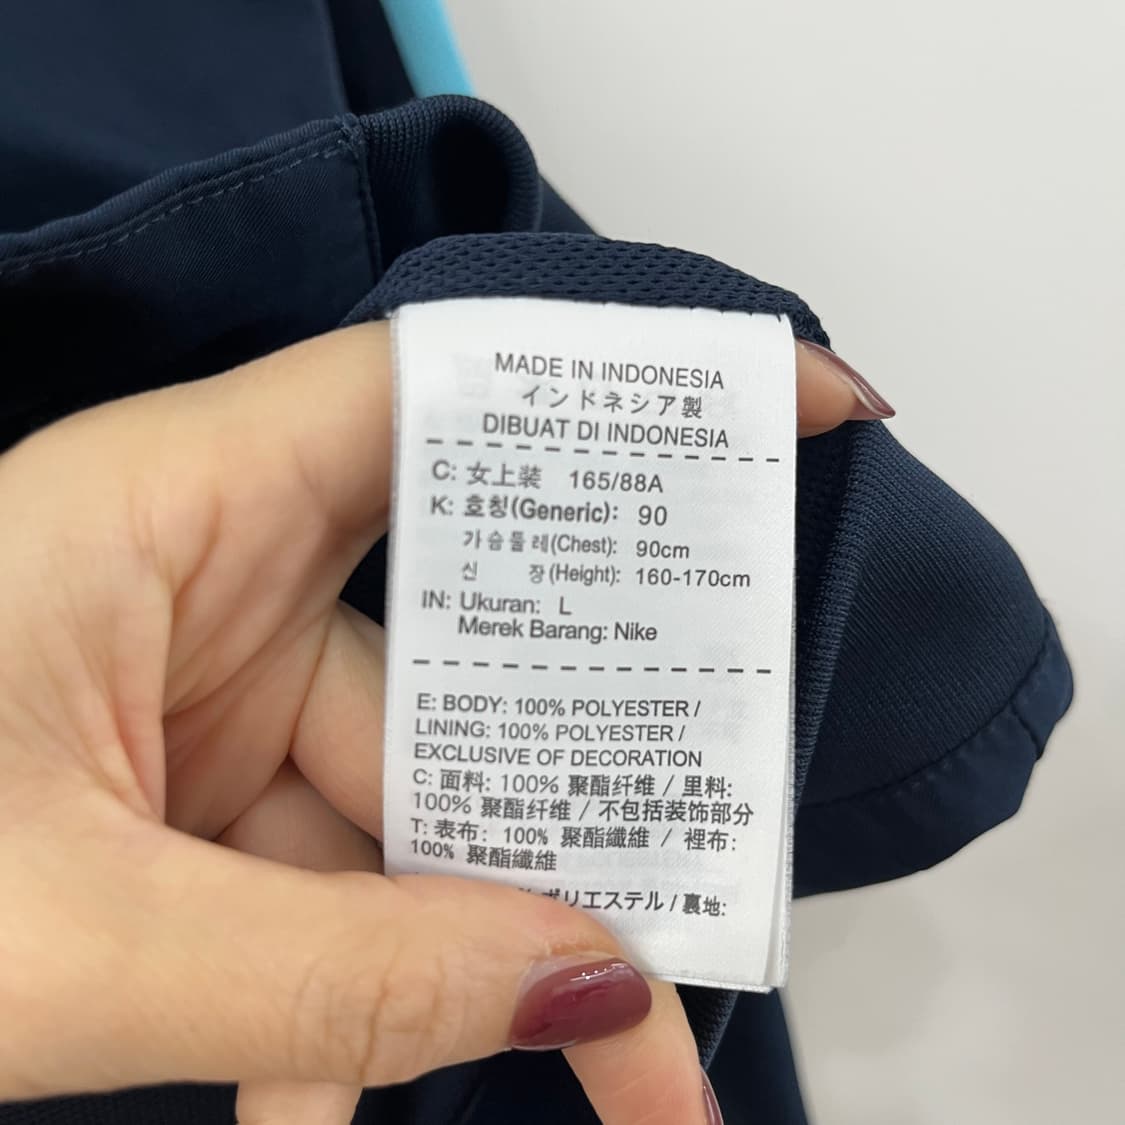 MADE IN INDONESIA
インドネシア製
DIBUAT DI INDONESIA
C: 女上装 165/88A
K: 호칭(Generic): 90
가슴둘레(Chest): 90cm
신 장(Height): 160-170cm
IN: Ukuran: L
Merek Barang: Nike
E: BODY: 100% POLYESTER /
LINING: 100% POLYESTER /
EXCLUSIVE OF DECORATION
C: 面料: 100% 聚酯纤维 / 里料:
100% 聚酯纤维 / 不包括装饰部分
T: 表布: 100% 聚酯纖維 / 裡布:
100% 聚酯纖維
ポリエステル / 裏地: